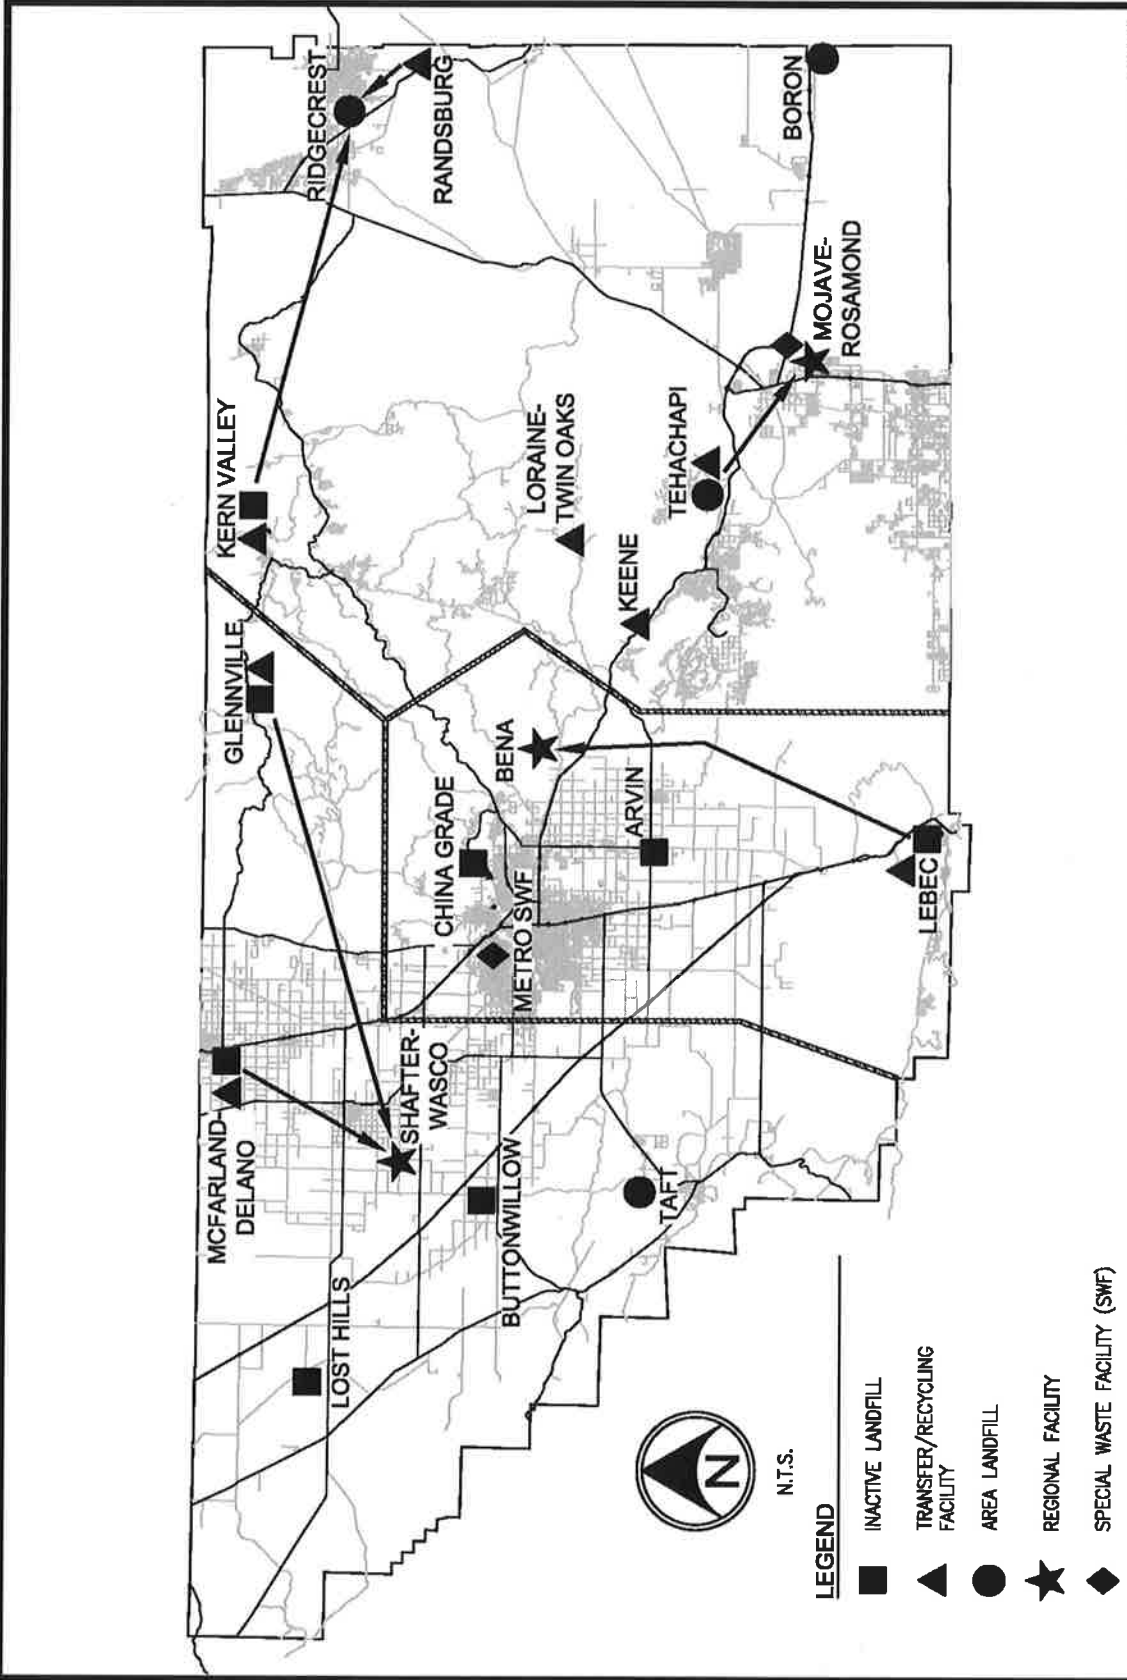 MCFARLAND-
DELANO
GLENNVILLE
KERN VALLEY
RIDGECREST
RANDSBURG
LOST HILLS
SHAFTER-
WASCO
CHINA GRADE
BENA
LORAINE-
TWIN OAKS
BUTTONWILLOW
METRO SWF
KEENE
TAFT
ARVIN
TEHACHAPI
BORON
MOJAVE-
ROSAMOND
LEBEC
N
N.T.S.
LEGEND
INACTIVE LANDFILL
TRANSFER/RECYCLING
FACILITY
AREA LANDFILL
REGIONAL FACILITY
SPECIAL WASTE FACILITY (SWF)